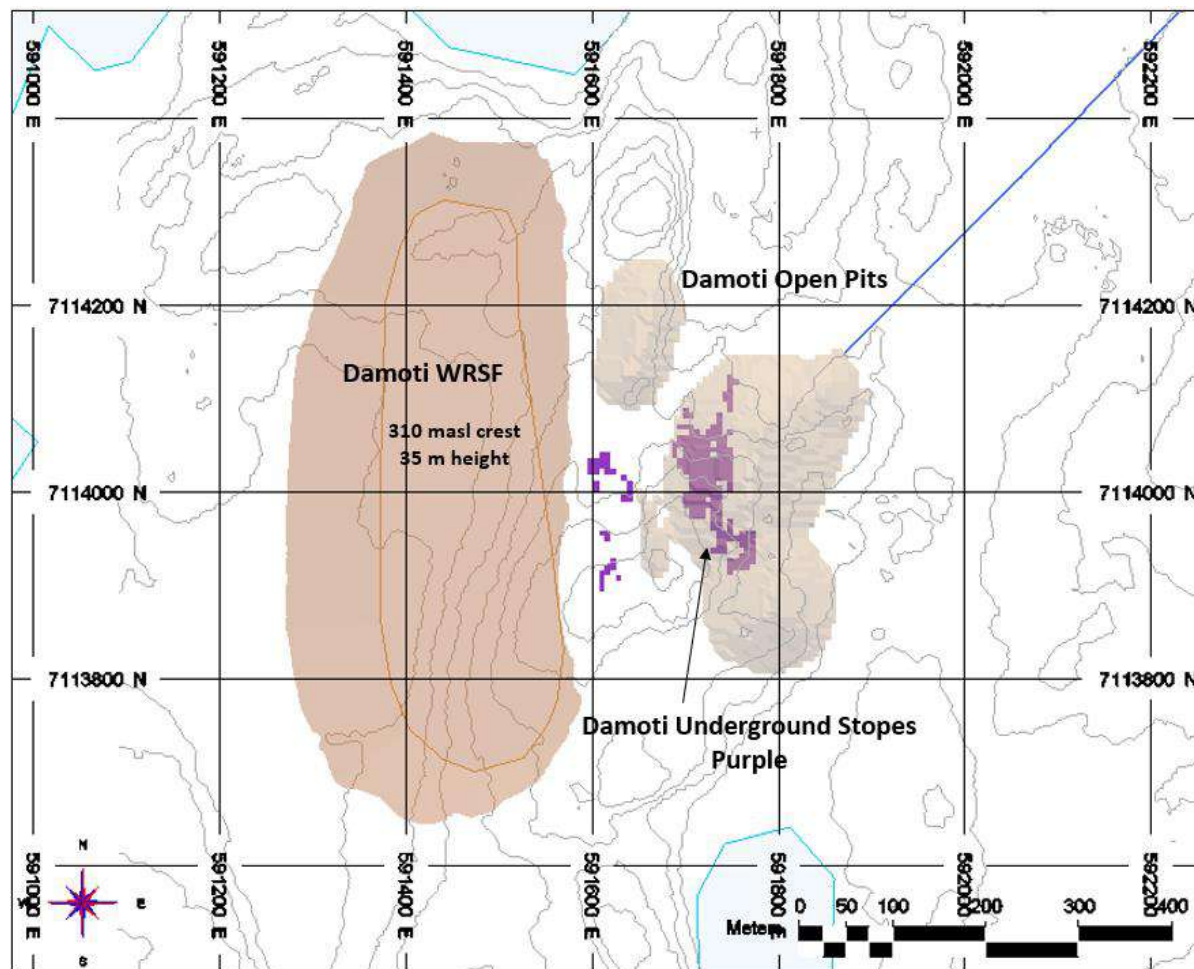 591000 E
591200 E
591400 E
591600 E
591800 E
592000 E
592200 E
Damoti Open Pits
7114200 N
7114200 N
Damoti WRSF
310 masl crest
35 m height
7114000 N
7114000 N
7113800 N
7113800 N
Damoti Underground Stopes
Purple
N
W
E
S
591000 E
591200 E
591400 E
591600 E
591800 E
592000 E
592200 E
0 50 100 200 300 400